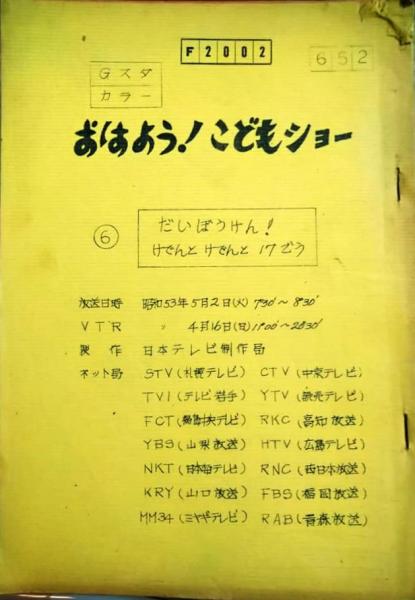 F2002
652
Gスタ
カラー
おはよう！こどもショー
⑥
だいぼうけん！
けでんと けでんと 17ごう
放送日時 昭和53年5月2日(火) 7'30"～8'30"
VTR 〃 4月16日(日) 19'00"～20'30"
製作 日本テレビ制作局
ネット局 STV(札幌テレビ) CTV(中京テレビ)
TVI(テレビ岩手) YTV(読売テレビ)
FCT(福島中央テレビ) RKC(高知放送)
YBS(山梨放送) HTV(広島テレビ)
NKT(日本海テレビ) RNC(西日本放送)
KRY(山口放送) FBS(福岡放送)
MM34(ミヤギテレビ) RAB(青森放送)